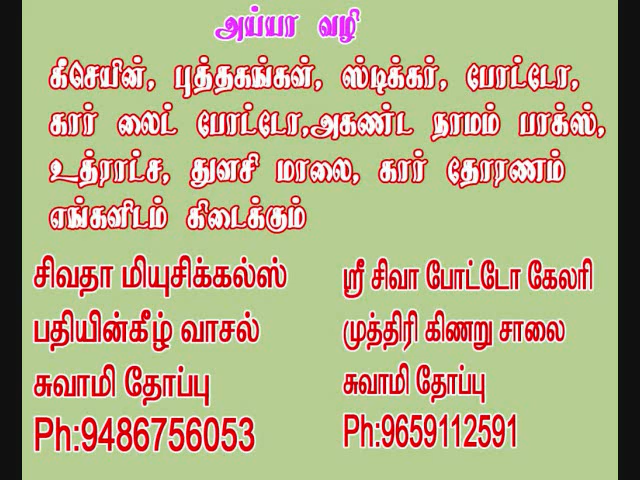 அய்யா வழி
கீசெயின், புத்தகங்கள், ஸ்டிக்கர், போட்டோ,
கார் லைட் போட்டோ,அகண்ட நாமம் பாக்ஸ்,
உத்ராட்ச, துளசி மாலை, கார் தோரணம்
எங்களிடம் கிடைக்கும்
சிவதா மியுசிக்கல்ஸ்
பதியின்கீழ் வாசல்
சுவாமி தோப்பு
Ph:9486756053
ஸ்ரீ சிவா போட்டோ கேலரி
முத்திரி கிணறு சாலை
சுவாமி தோப்பு
Ph:9659112591